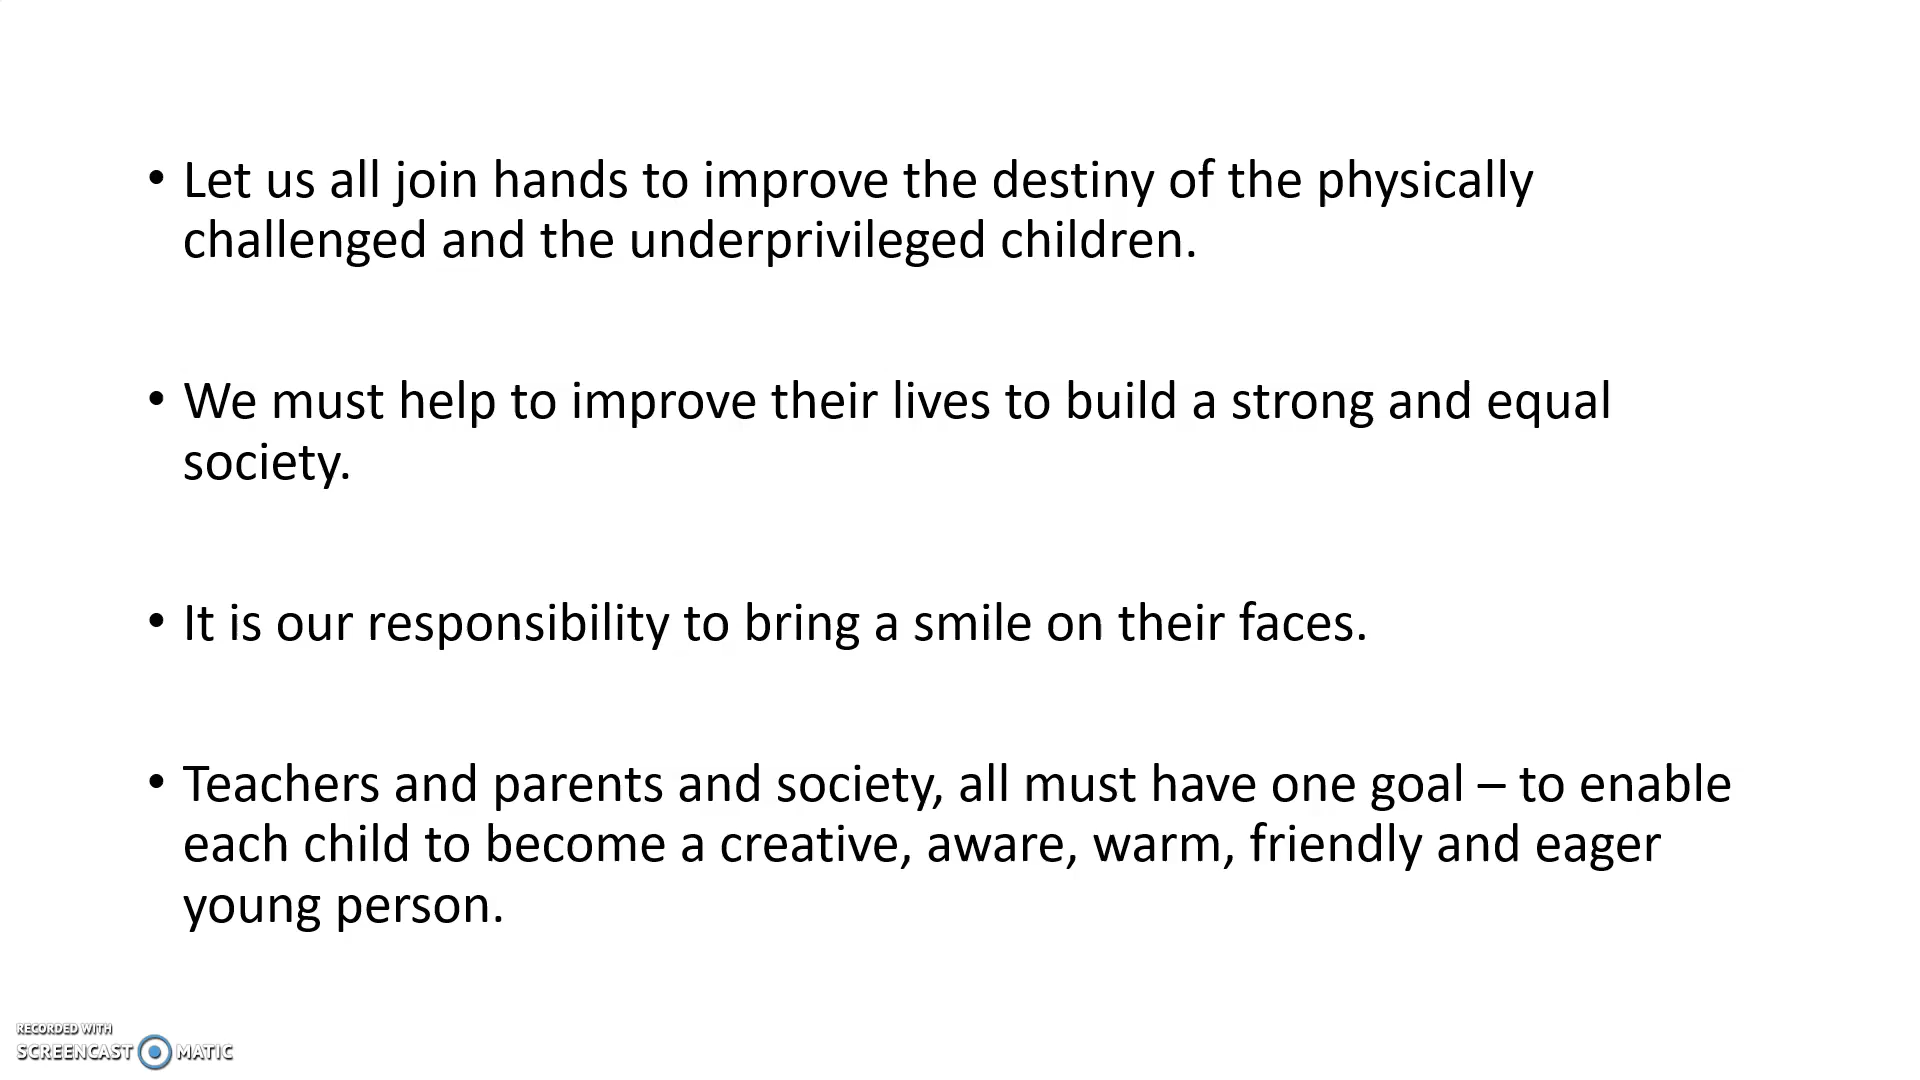 • Let us all join hands to improve the destiny of the physically
challenged and the underprivileged children.
• We must help to improve their lives to build a strong and equal
society.
• It is our responsibility to bring a smile on their faces.
• Teachers and parents and society, all must have one goal – to enable
each child to become a creative, aware, warm, friendly and eager
young person.
RECORDED WITH
SCREENCAST MATIC